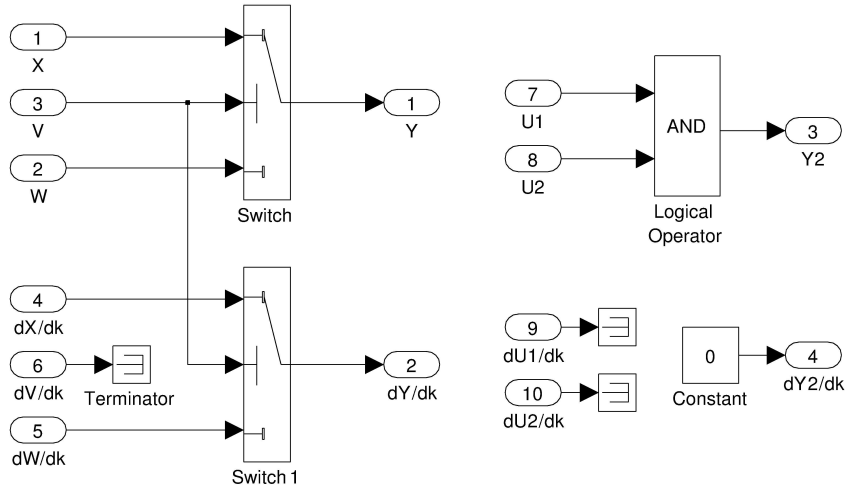 1
X
3
V
2
W
Switch
1
Y
4
dX/dk
6
dV/dk
Terminator
5
dW/dk
Switch 1
2
dY/dk
7
U1
8
U2
AND
Logical
Operator
3
Y2
9
dU1/dk
10
dU2/dk
0
Constant
4
dY2/dk